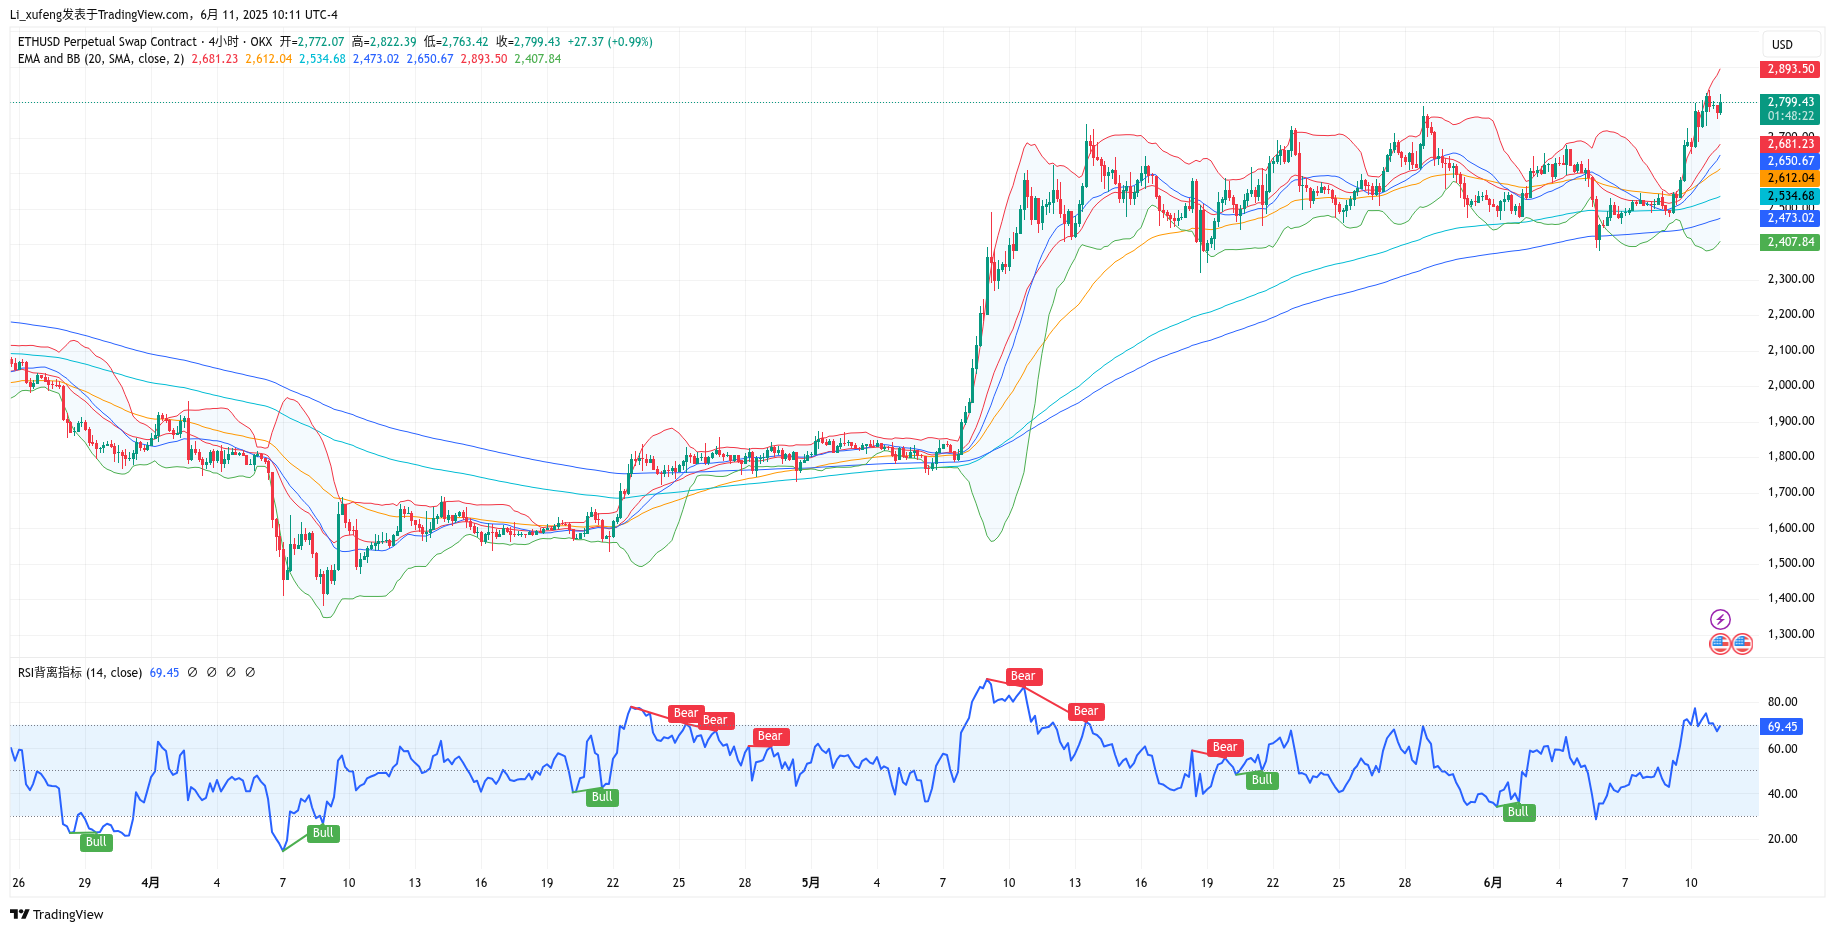 Li_xufeng发表于TradingView.com，6月 11, 2025 10:11 UTC-4
ETHUSD Perpetual Swap Contract · 4小时 · OKX 开=2,772.07 高=2,822.39 低=2,763.42 收=2,799.43 +27.37 (+0.99%)
EMA and BB (20, SMA, close, 2) 2,681.23 2,612.04 2,534.68 2,473.02 2,650.67 2,893.50 2,407.84
USD
2,893.50
2,799.43
01:48:22
2,700.00
2,681.23
2,650.67
2,612.04
2,534.68
2,500.00
2,473.02
2,407.84
2,300.00
2,200.00
2,100.00
2,000.00
1,900.00
1,800.00
1,700.00
1,600.00
1,500.00
1,400.00
1,300.00
RSI背离指标 (14, close) 69.45 ∅ ∅ ∅ ∅
Bear
Bear
Bear
Bear
Bear
Bear
Bull
Bull
Bull
Bull
Bull
80.00
69.45
60.00
40.00
20.00
26 29 4月 4 7 10 13 16 19 22 25 28 5月 4 7 10 13 16 19 22 25 28 6月 4 7 10
TradingView